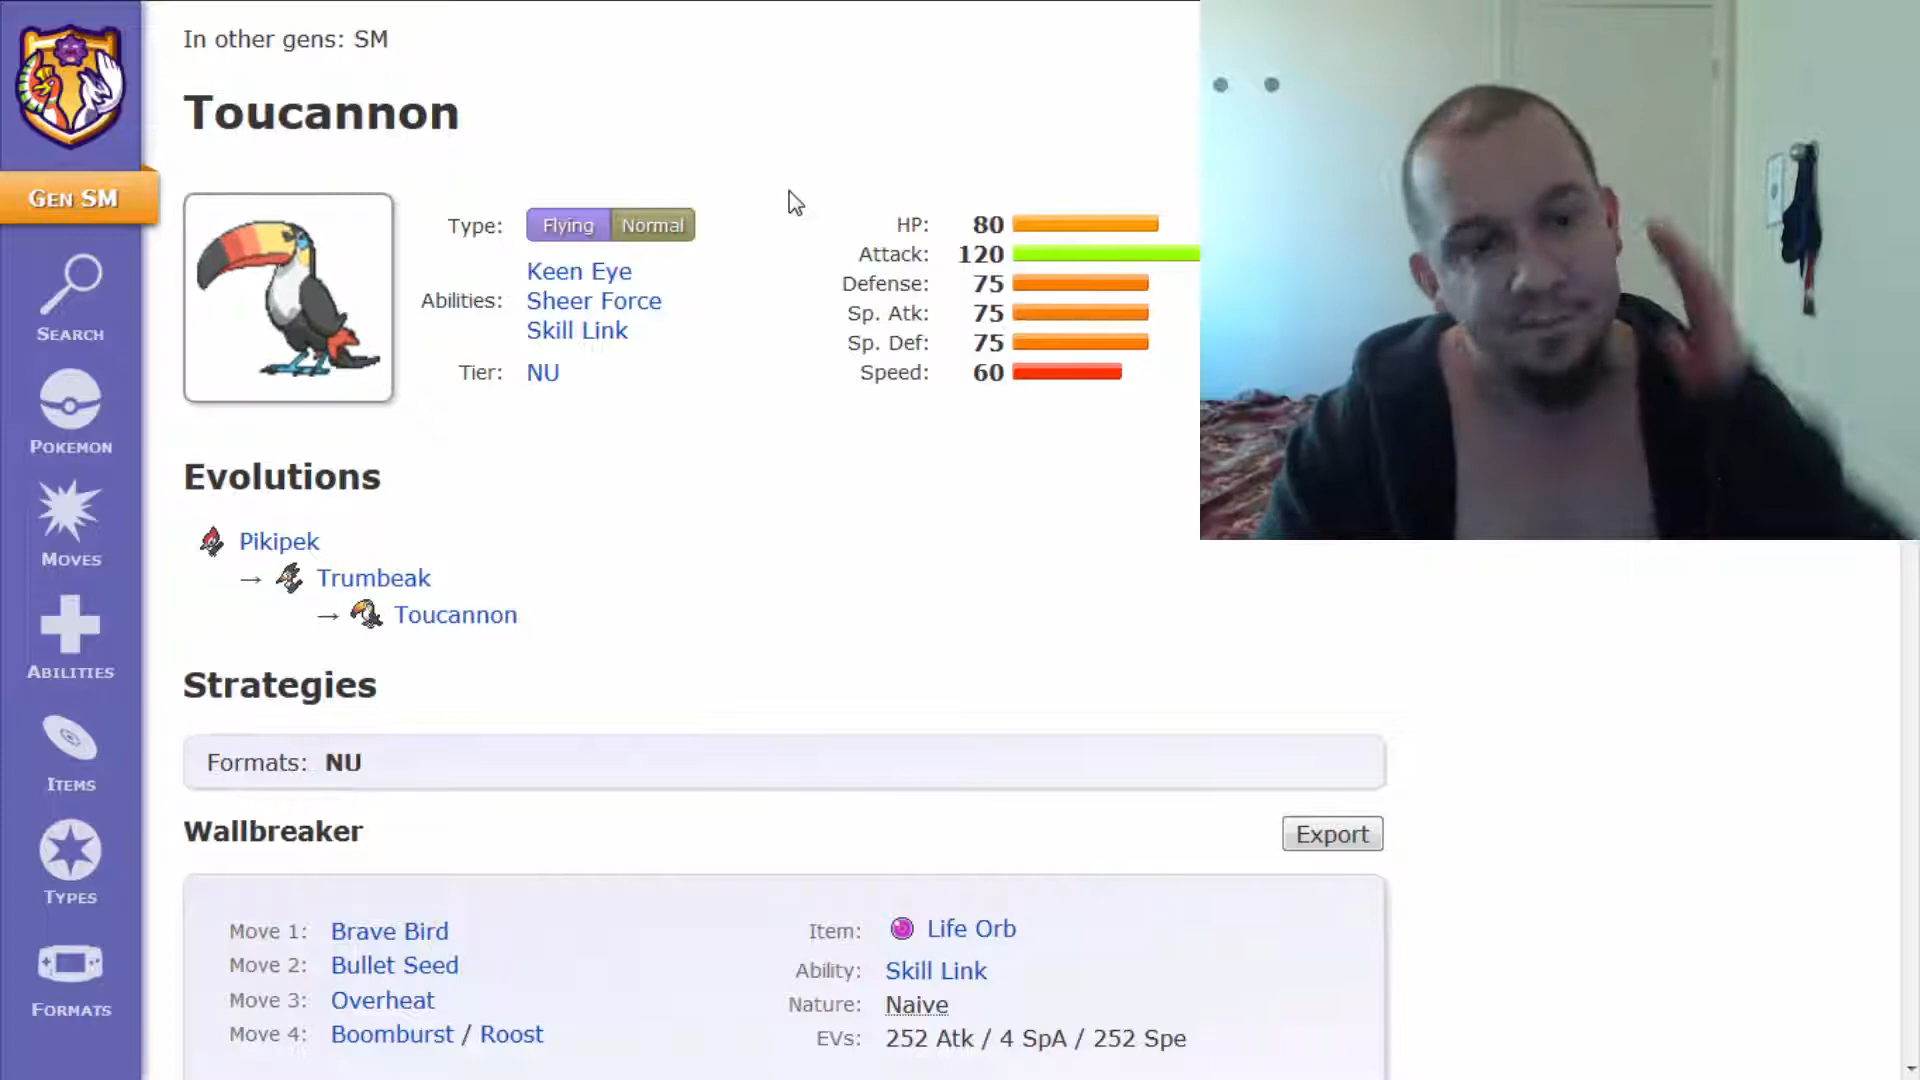 In other gens: SM
Toucannon
GEN SM
Type: Flying Normal
Abilities: Keen Eye
Sheer Force
Skill Link
Tier: NU
HP: 80
Attack: 120
Defense: 75
Sp. Atk: 75
Sp. Def: 75
Speed: 60
SEARCH
POKEMON
MOVES
ABILITIES
ITEMS
TYPES
FORMATS
Evolutions
Pikipek
→ Trumbeak
→ Toucannon
Strategies
Formats: NU
Wallbreaker
Export
Move 1: Brave Bird
Move 2: Bullet Seed
Move 3: Overheat
Move 4: Boomburst / Roost
Item: Life Orb
Ability: Skill Link
Nature: Naive
EVs: 252 Atk / 4 SpA / 252 Spe